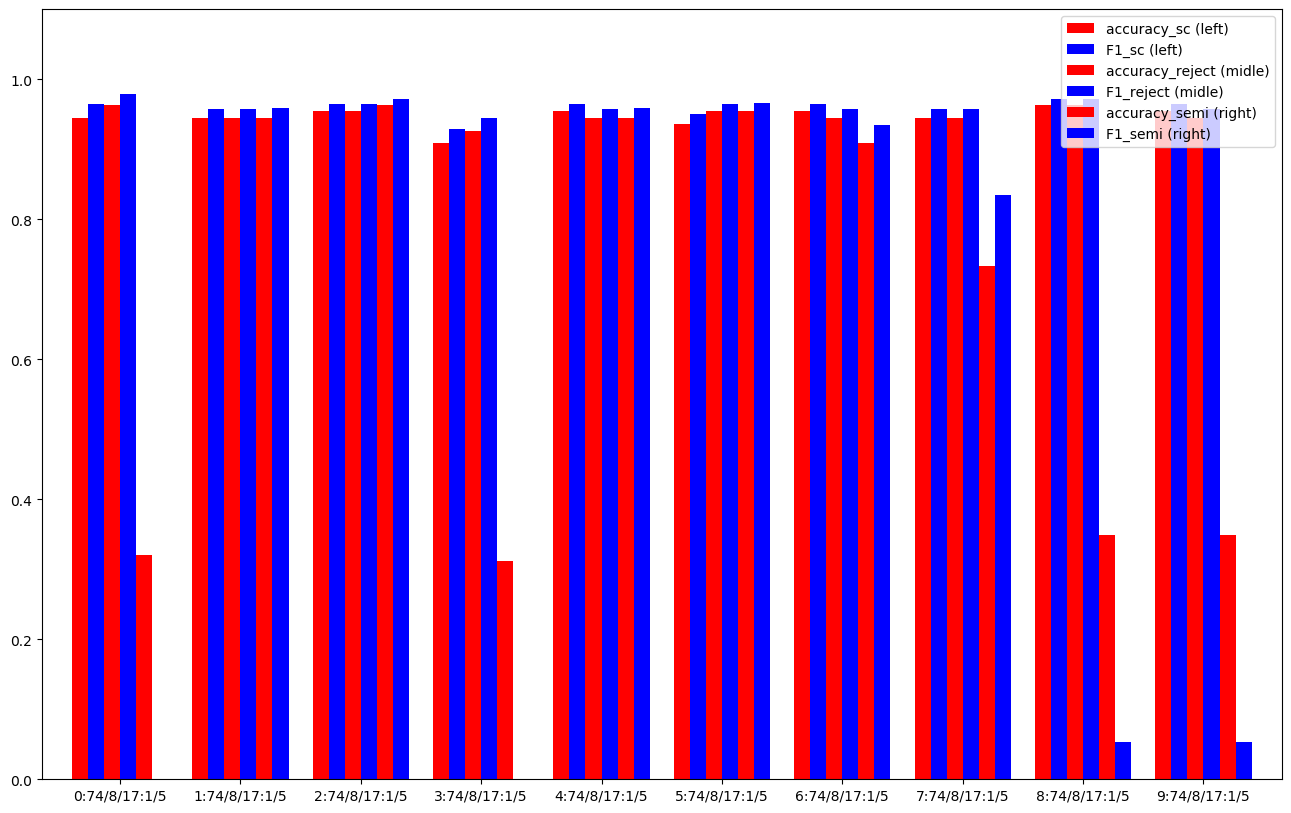 accuracy_sc (left)
F1_sc (left)
accuracy_reject (midle)
F1_reject (midle)
accuracy_semi (right)
F1_semi (right)
1.0
0.8
0.6
0.4
0.2
0.0
0:74/8/17:1/5 1:74/8/17:1/5 2:74/8/17:1/5 3:74/8/17:1/5 4:74/8/17:1/5 5:74/8/17:1/5 6:74/8/17:1/5 7:74/8/17:1/5 8:74/8/17:1/5 9:74/8/17:1/5